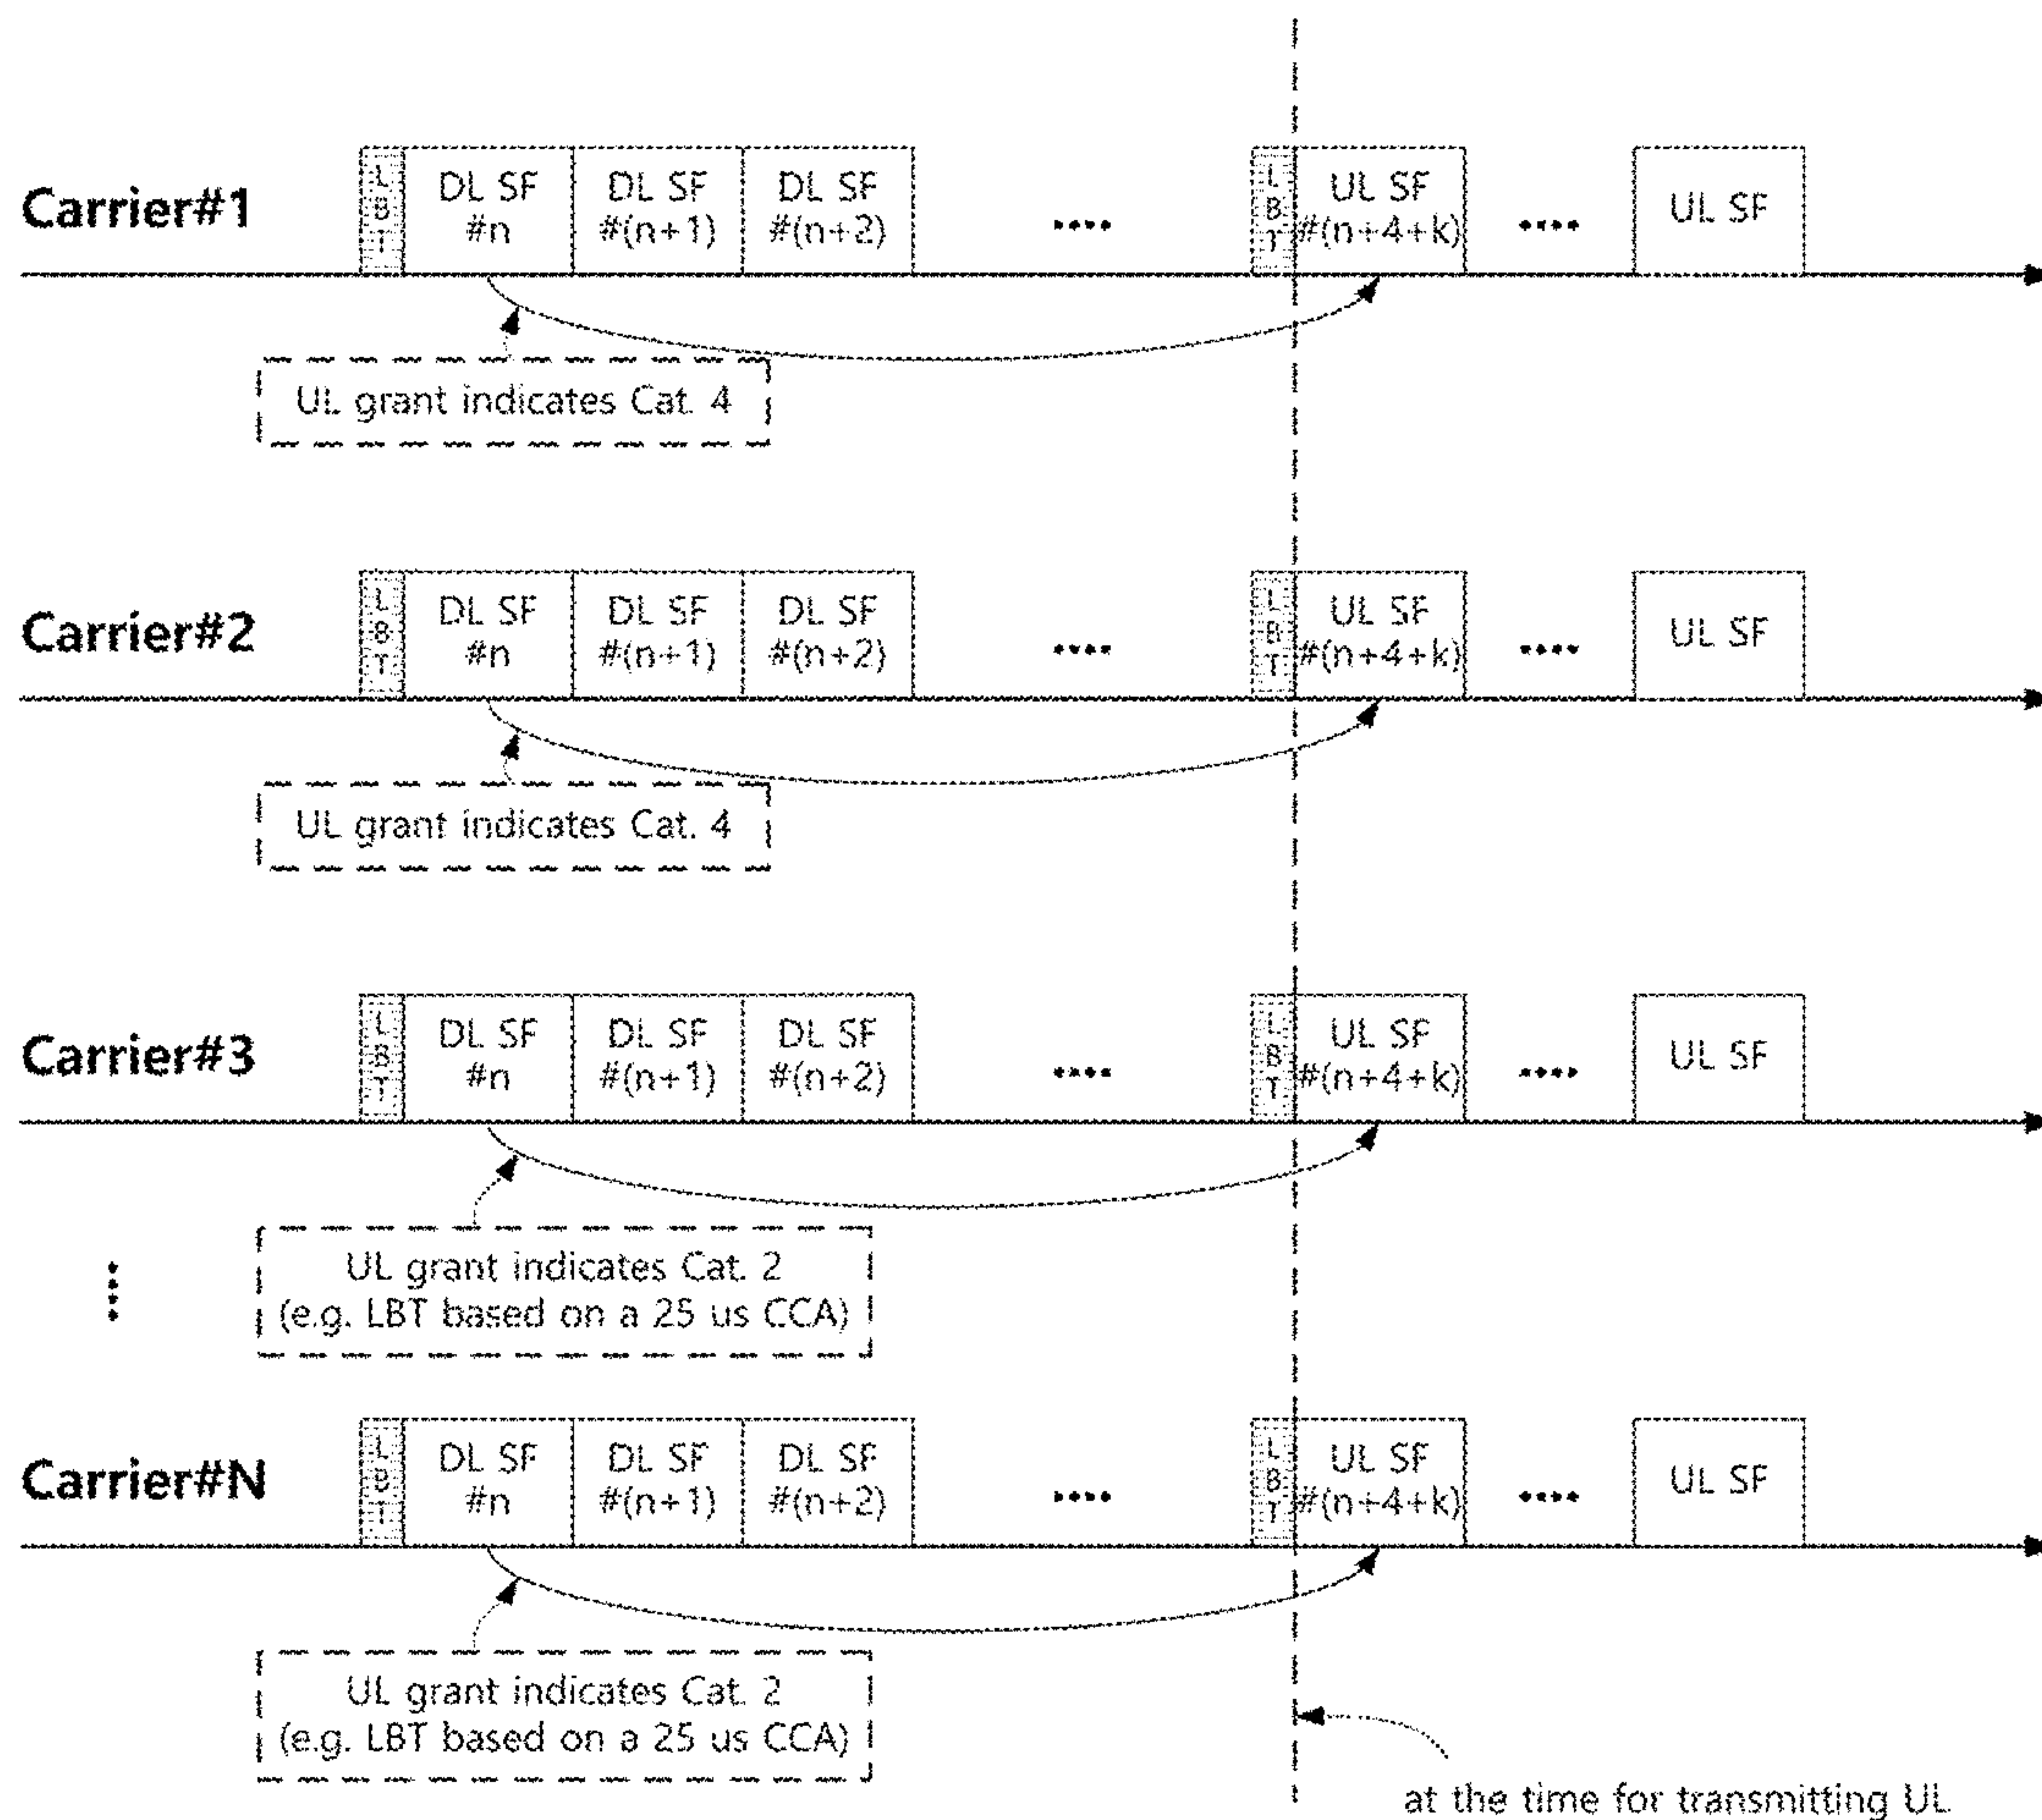 Carrier#1
L
B
T
DL SF
#n
DL SF
#(n+1)
DL SF
#(n+2)
....
L
B
T
UL SF
#(n+4+k)
....
UL SF
UL grant indicates Cat. 4
Carrier#2
L
B
T
DL SF
#n
DL SF
#(n+1)
DL SF
#(n+2)
....
L
B
T
UL SF
#(n+4+k)
....
UL SF
UL grant indicates Cat. 4
Carrier#3
L
B
T
DL SF
#n
DL SF
#(n+1)
DL SF
#(n+2)
....
L
B
T
UL SF
#(n+4+k)
....
UL SF
UL grant indicates Cat. 2
(e.g. LBT based on a 25 us CCA)
Carrier#N
L
B
T
DL SF
#n
DL SF
#(n+1)
DL SF
#(n+2)
....
L
B
T
UL SF
#(n+4+k)
....
UL SF
UL grant indicates Cat. 2
(e.g. LBT based on a 25 us CCA)
at the time for transmitting UL